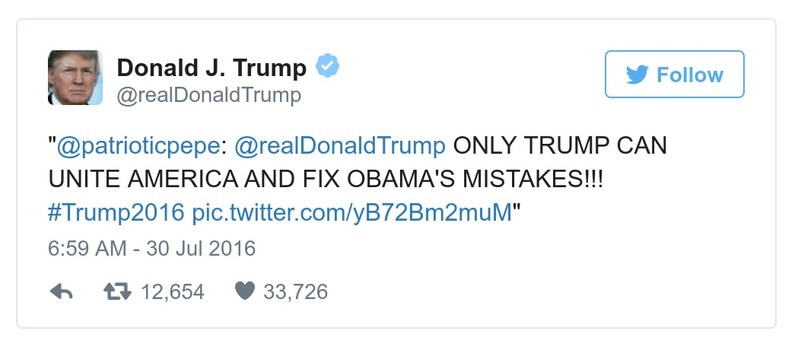 Donald J. Trump
@realDonaldTrump
Follow
"@patrioticpepe: @realDonaldTrump ONLY TRUMP CAN
UNITE AMERICA AND FIX OBAMA'S MISTAKES!!!
#Trump2016 pic.twitter.com/yB72Bm2muM"
6:59 AM - 30 Jul 2016
12,654 33,726